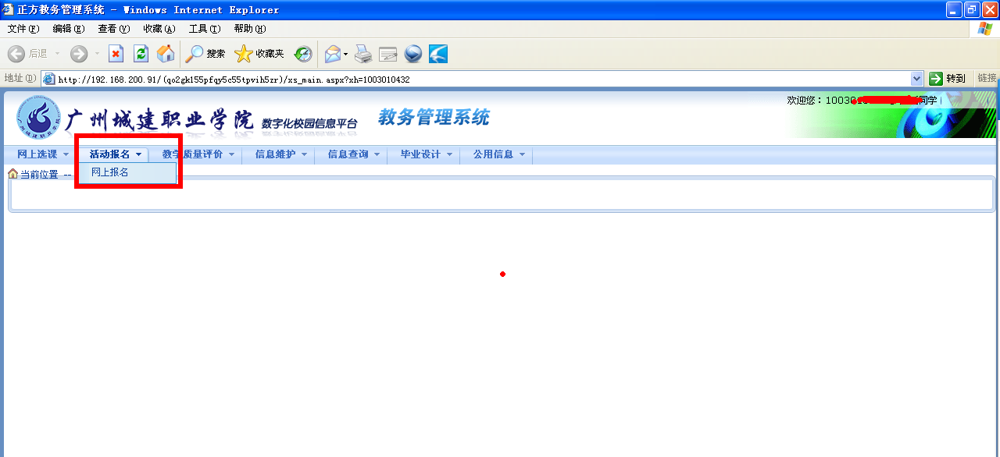 正方教务管理系统 - Windows Internet Explorer
文件(F) 编辑(E) 查看(V) 收藏(A) 工具(T) 帮助(H)
后退 搜索 收藏夹
地址(D) http://192.168.200.91/(qo2gk155pfqy5c55tpvih5zr)/xs_main.aspx?xh=1003010432 转到 链接
欢迎您：10030 同学
广州城建职业学院 数字化校园信息平台 教务管理系统
网上选课 活动报名 教学质量评价 信息维护 信息查询 毕业设计 公用信息
网上报名
当前位置 --